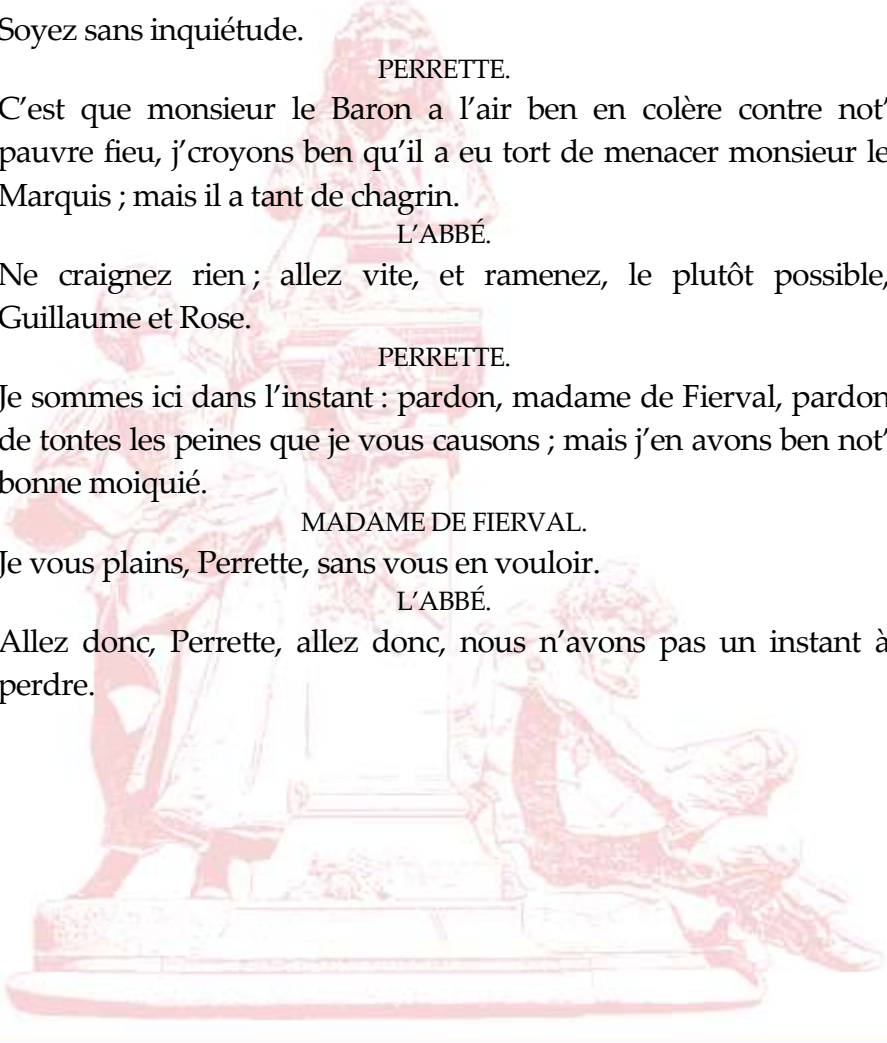 Soyez sans inquiétude.
PERRETTE.
C’est que monsieur le Baron a l’air ben en colère contre not’
pauvre fieu, j’croyons ben qu’il a eu tort de menacer monsieur le
Marquis ; mais il a tant de chagrin.
L’ABBÉ.
Ne craignez rien ; allez vite, et ramenez, le plutôt possible,
Guillaume et Rose.
PERRETTE.
Je sommes ici dans l’instant : pardon, madame de Fierval, pardon
de tontes les peines que je vous causons ; mais j’en avons ben not’
bonne moiquié.
MADAME DE FIERVAL.
Je vous plains, Perrette, sans vous en vouloir.
L’ABBÉ.
Allez donc, Perrette, allez donc, nous n’avons pas un instant à
perdre.